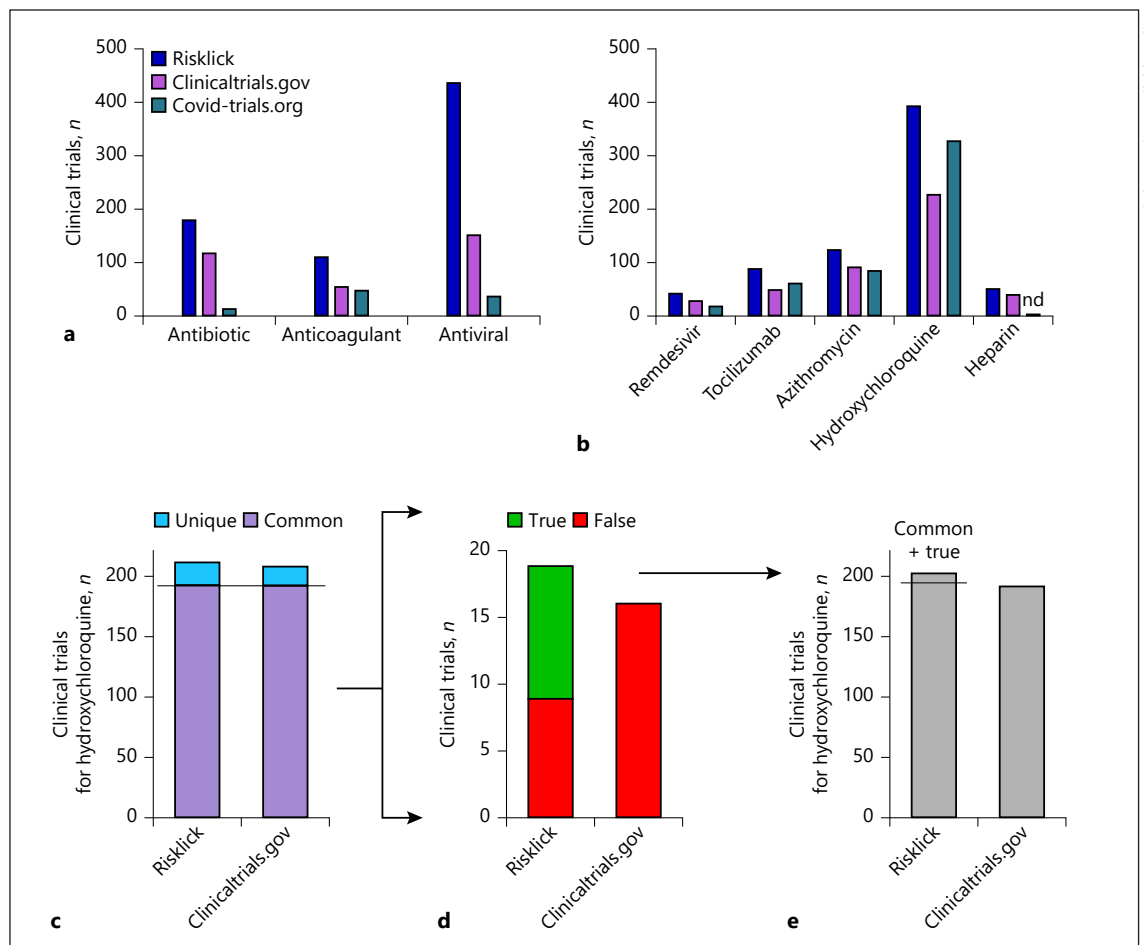 500
400
300
200
100
0
Clinical trials, n
Risklick
Clinicaltrials.gov
Covid-trials.org
Antibiotic
Anticoagulant
Antiviral
a
500
400
300
200
100
0
Clinical trials, n
nd
Remdesivir
Tocilizumab
Azithromycin
Hydroxychloroquine
Heparin
b
Unique
Common
200
150
100
50
0
Clinical trials
for hydroxychloroquine, n
Risklick
Clinicaltrials.gov
c
True
False
20
15
10
5
0
Clinical trials, n
Risklick
Clinicaltrials.gov
d
Common
+ true
200
150
100
50
0
Clinical trials
for hydroxychloroquine, n
Risklick
Clinicaltrials.gov
e